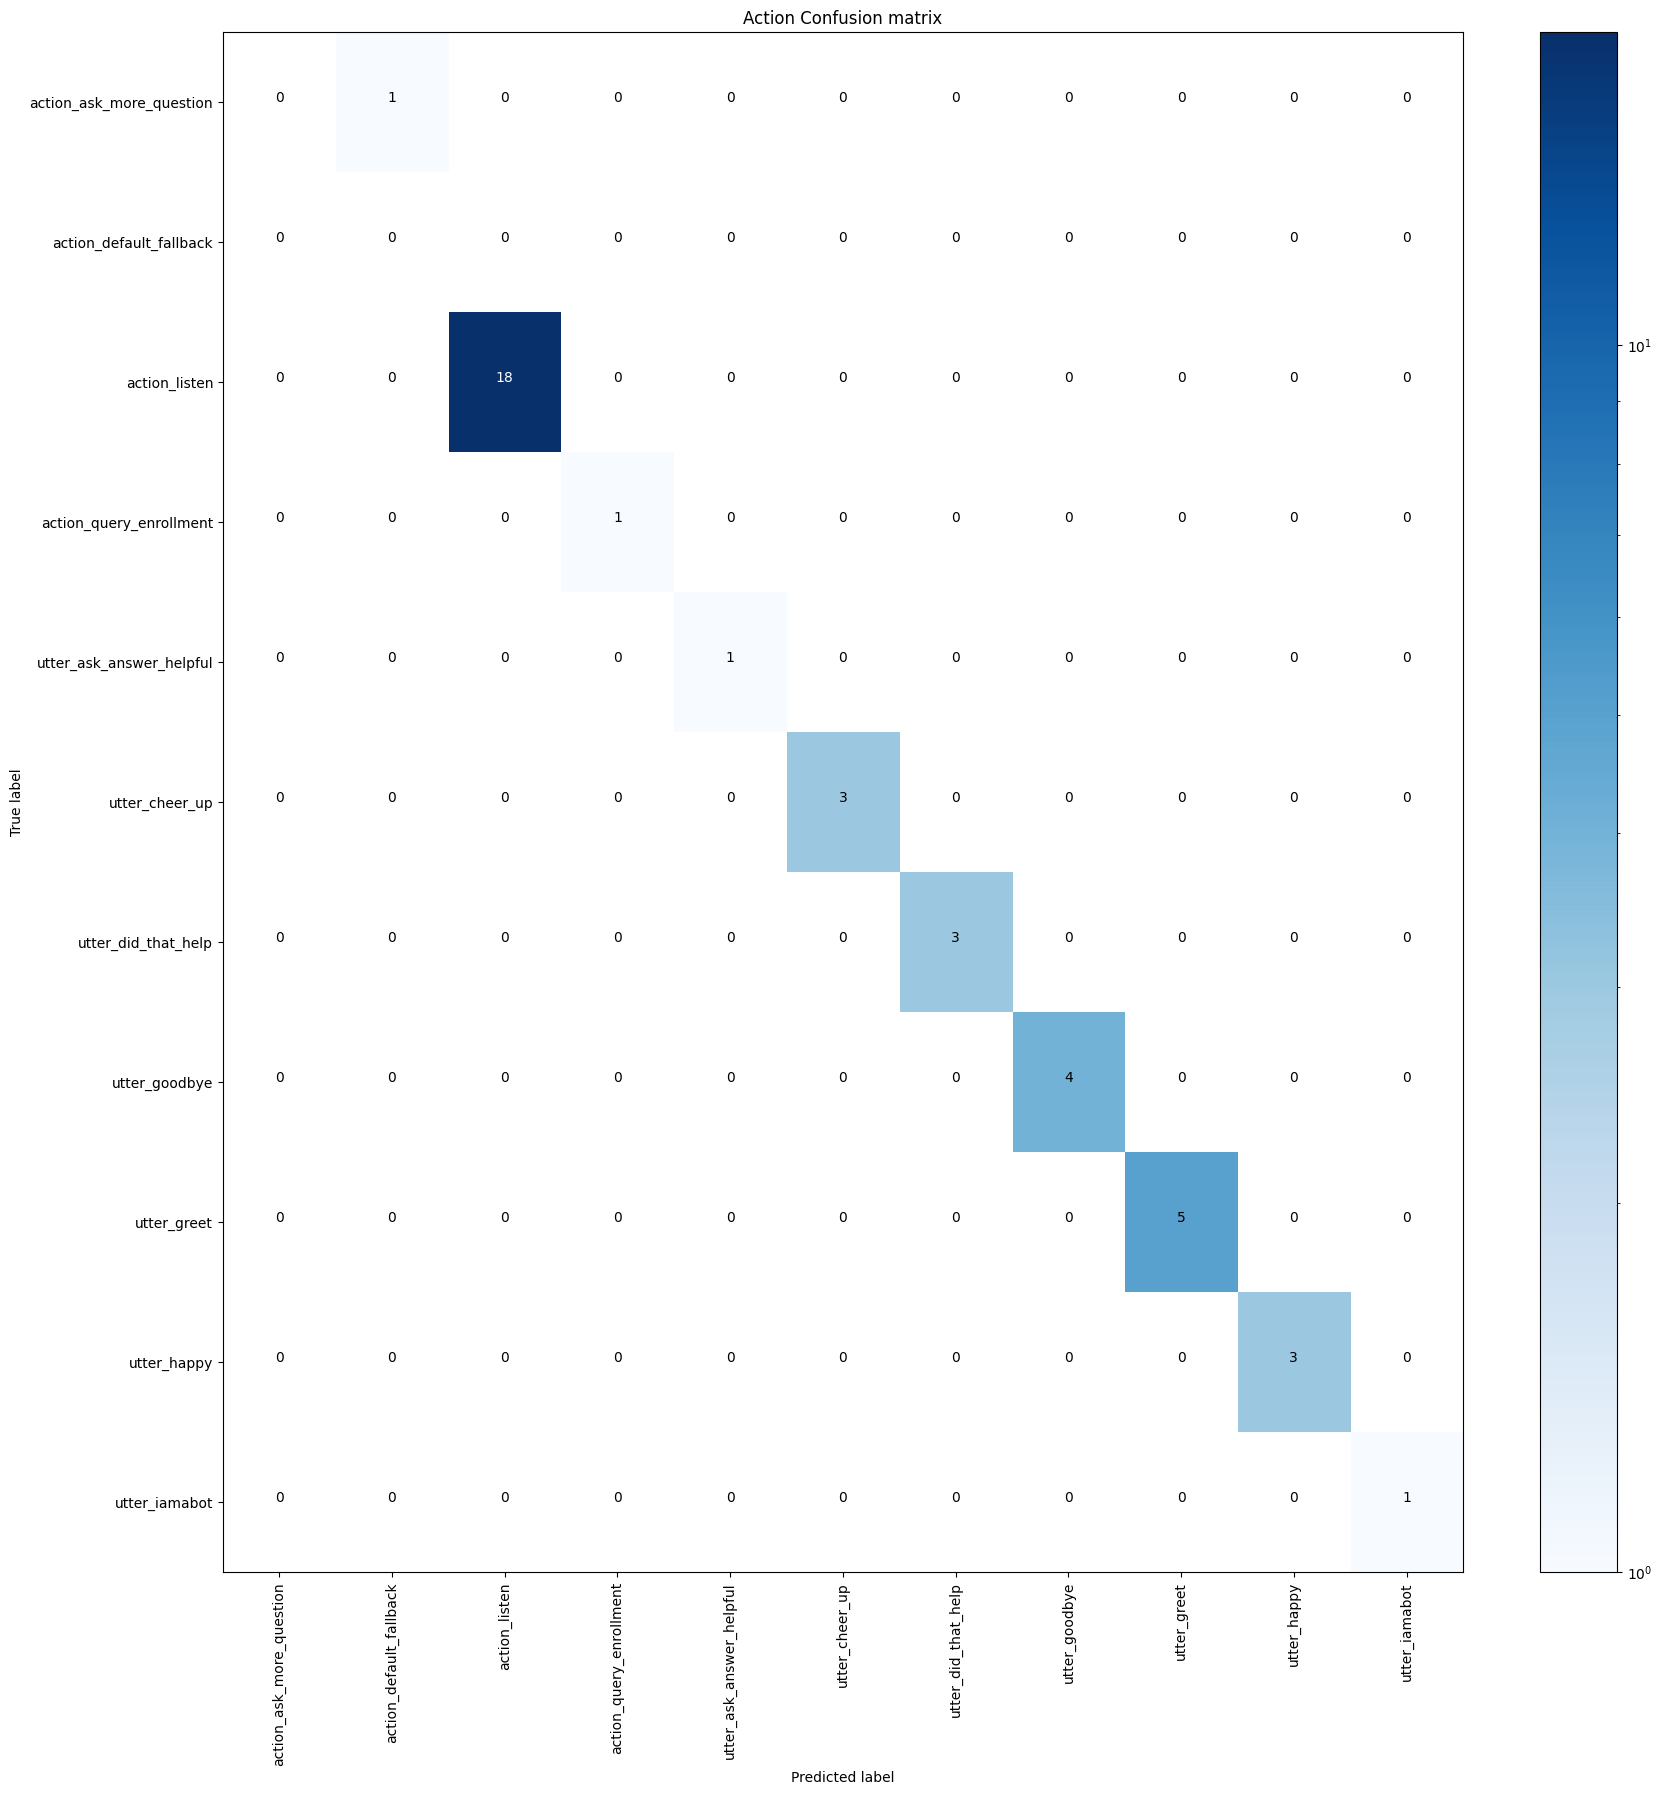 Action Confusion matrix
action_ask_more_question 0 1 0 0 0 0 0 0 0 0 0
action_default_fallback 0 0 0 0 0 0 0 0 0 0 0
action_listen 0 0 18 0 0 0 0 0 0 0 0
action_query_enrollment 0 0 0 1 0 0 0 0 0 0 0
utter_ask_answer_helpful 0 0 0 0 1 0 0 0 0 0 0
utter_cheer_up 0 0 0 0 0 3 0 0 0 0 0
utter_did_that_help 0 0 0 0 0 0 3 0 0 0 0
utter_goodbye 0 0 0 0 0 0 0 4 0 0 0
utter_greet 0 0 0 0 0 0 0 0 5 0 0
utter_happy 0 0 0 0 0 0 0 0 0 3 0
utter_iamabot 0 0 0 0 0 0 0 0 0 0 1
True label
action_ask_more_question
action_default_fallback
action_listen
action_query_enrollment
utter_ask_answer_helpful
utter_cheer_up
utter_did_that_help
utter_goodbye
utter_greet
utter_happy
utter_iamabot
Predicted label
10¹
10⁰